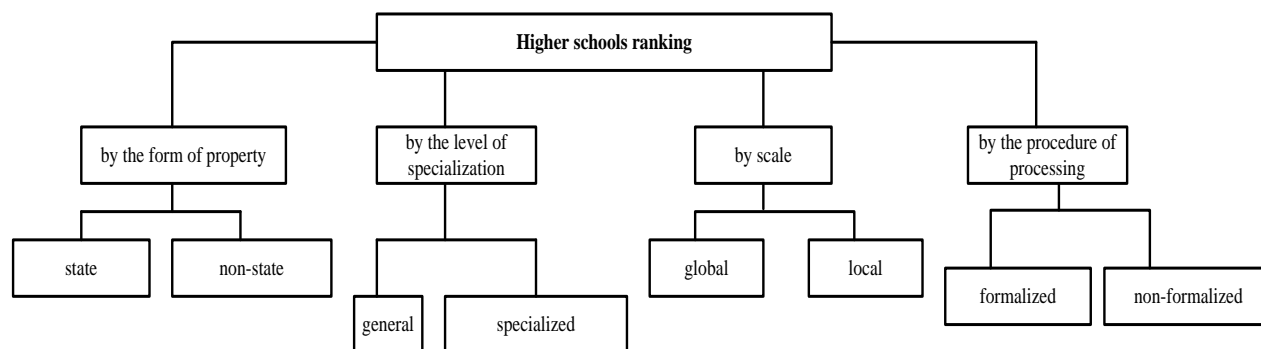 Higher schools ranking
by the form of property
by the level of
specialization
by scale
by the procedure of
processing
state
non-state
global
local
general
specialized
formalized
non-formalized